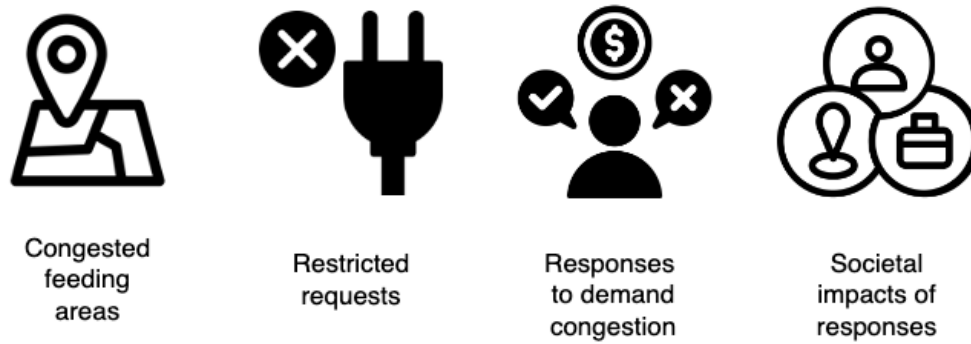 $
Congested
feeding
areas
Restricted
requests
Responses
to demand
congestion
Societal
impacts of
responses